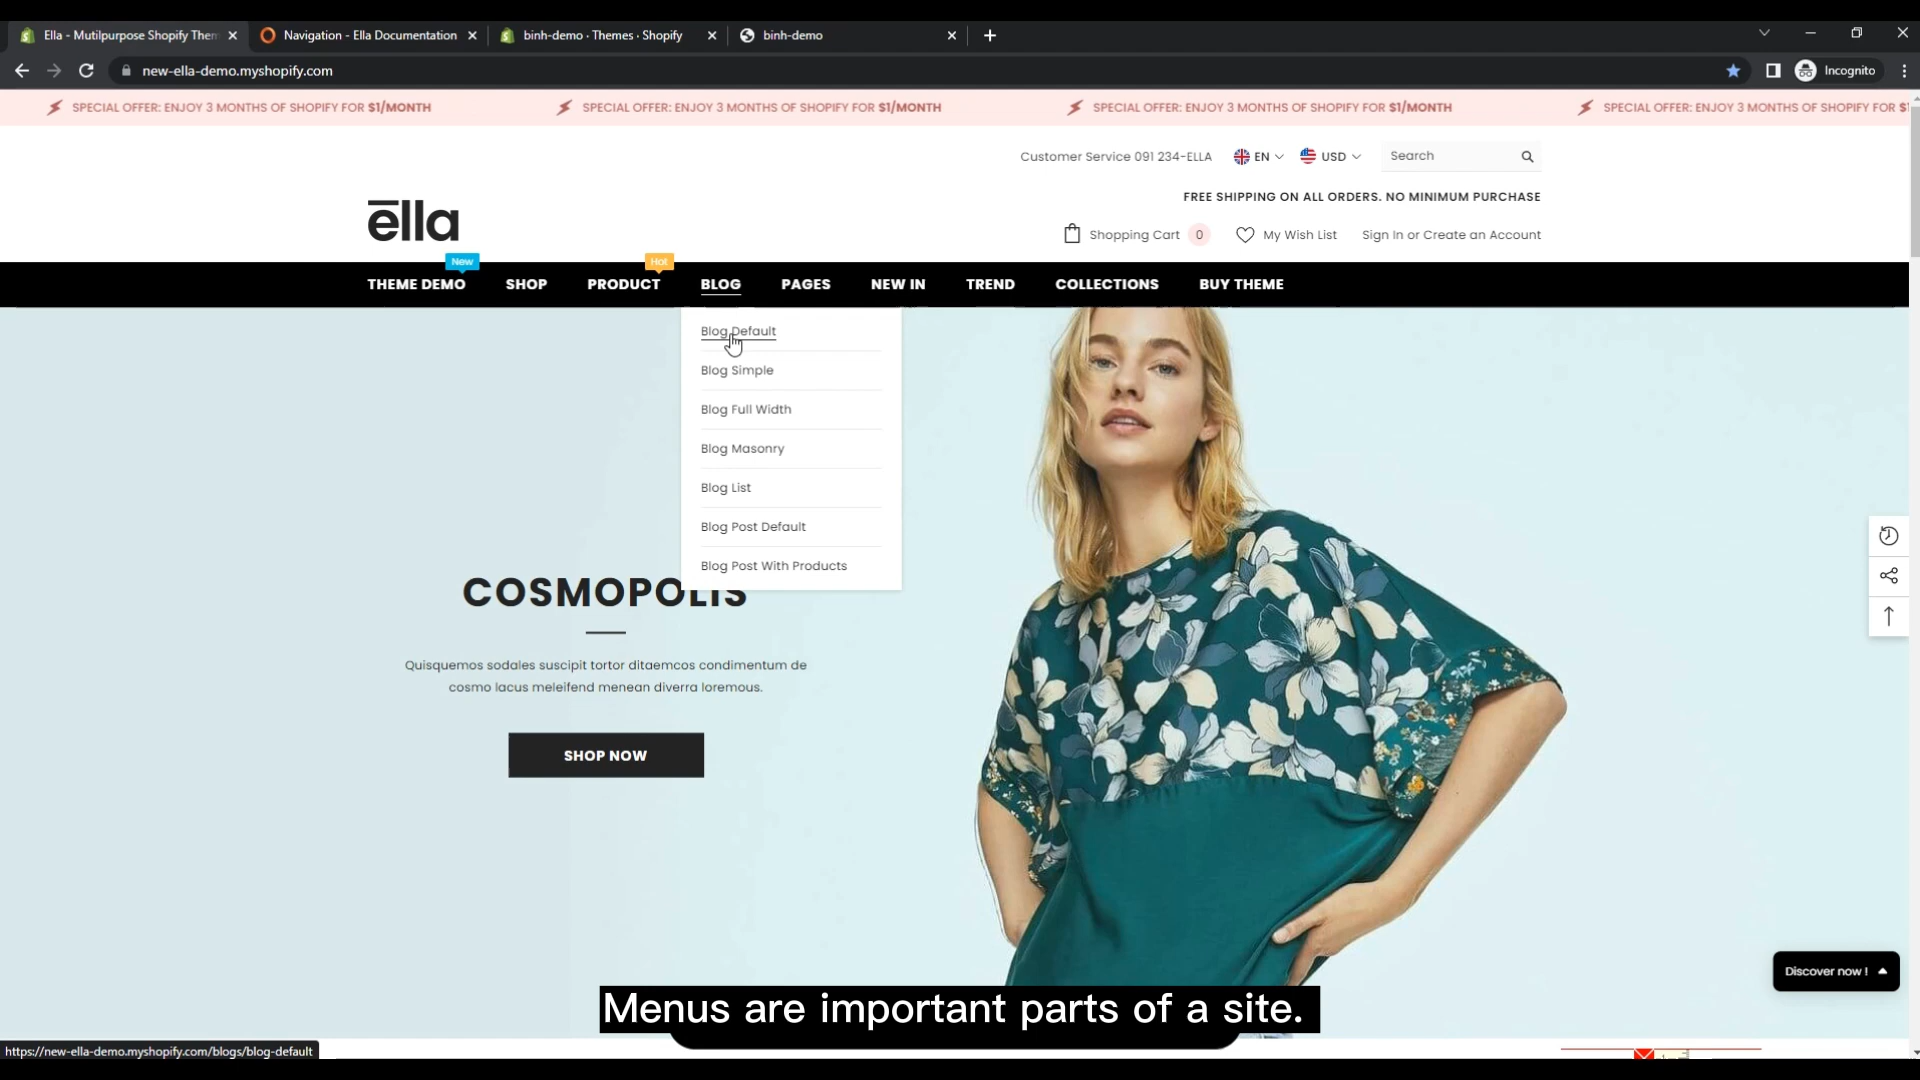 Ella - Mutilpurpose Shopify Them
Navigation - Ella Documentation
binh-demo · Themes · Shopify
binh-demo
new-ella-demo.myshopify.com
Incognito
SPECIAL OFFER: ENJOY 3 MONTHS OF SHOPIFY FOR $1/MONTH
SPECIAL OFFER: ENJOY 3 MONTHS OF SHOPIFY FOR $1/MONTH
SPECIAL OFFER: ENJOY 3 MONTHS OF SHOPIFY FOR $1/MONTH
SPECIAL OFFER: ENJOY 3 MONTHS OF SHOPIFY FOR $1
Customer Service 091 234-ELLA
EN
USD
Search
FREE SHIPPING ON ALL ORDERS. NO MINIMUM PURCHASE
ella
Shopping Cart 0
My Wish List
Sign In or Create an Account
New
Hot
THEME DEMO SHOP PRODUCT BLOG PAGES NEW IN TREND COLLECTIONS BUY THEME
Blog Default
Blog Simple
Blog Full Width
Blog Masonry
Blog List
Blog Post Default
Blog Post With Products
COSMOPOLIS
Quisquemos sodales suscipit tortor ditaemcos condimentum de
cosmo lacus meleifend menean diverra loremous.
SHOP NOW
Discover now !
Menus are important parts of a site.
https://new-ella-demo.myshopify.com/blogs/blog-default